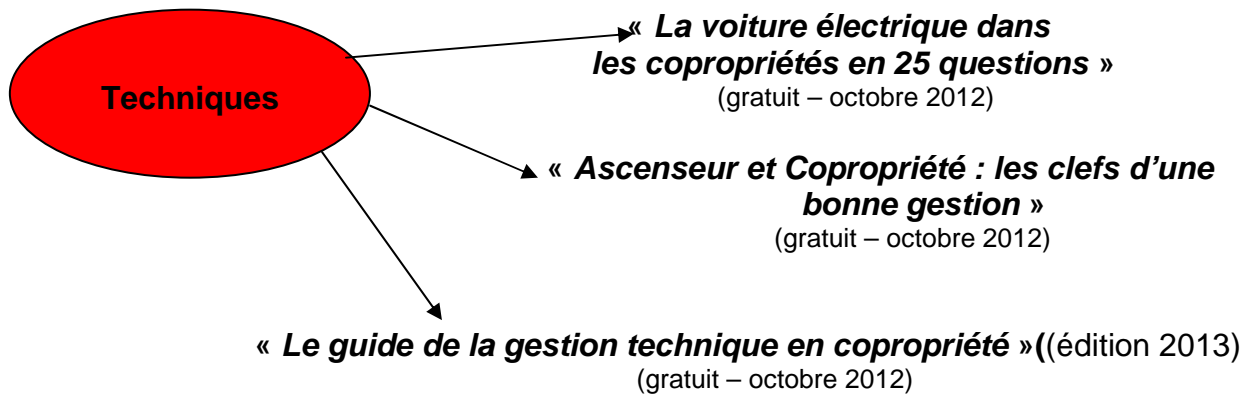 Techniques
« La voiture électrique dans
les copropriétés en 25 questions »
(gratuit – octobre 2012)
« Ascenseur et Copropriété : les clefs d'une
bonne gestion »
(gratuit – octobre 2012)
« Le guide de la gestion technique en copropriété »((édition 2013)
(gratuit – octobre 2012)